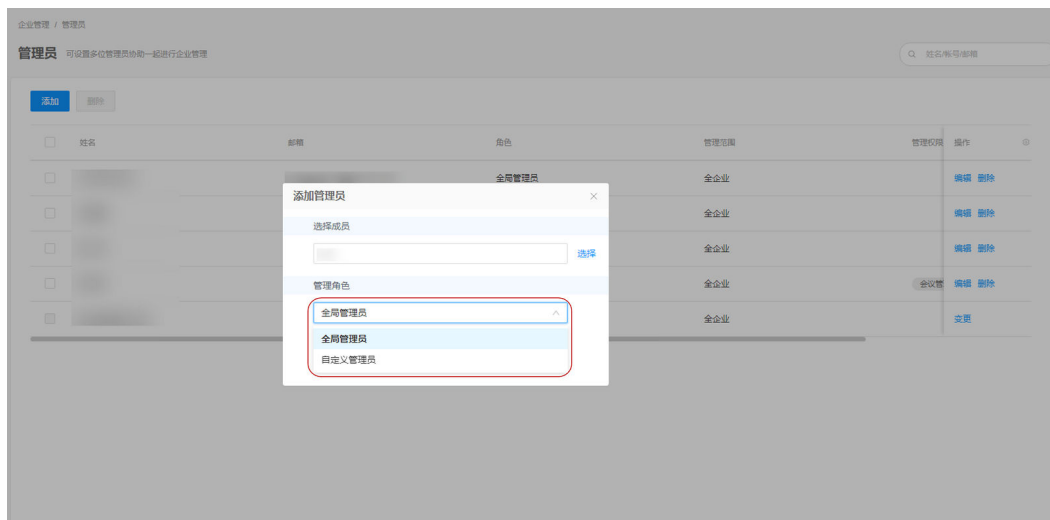 企业管理 / 管理员
管理员 可设置多位管理员协助一起进行企业管理
姓名/帐号/邮箱
添加 删除
姓名 邮箱 角色 管理范围 管理权限 操作
全局管理员 全企业 编辑 删除
添加管理员
全企业 编辑 删除
选择成员
选择
全企业 编辑 删除
管理角色
全企业 会议管 编辑 删除
全局管理员
全企业 变更
全局管理员
自定义管理员